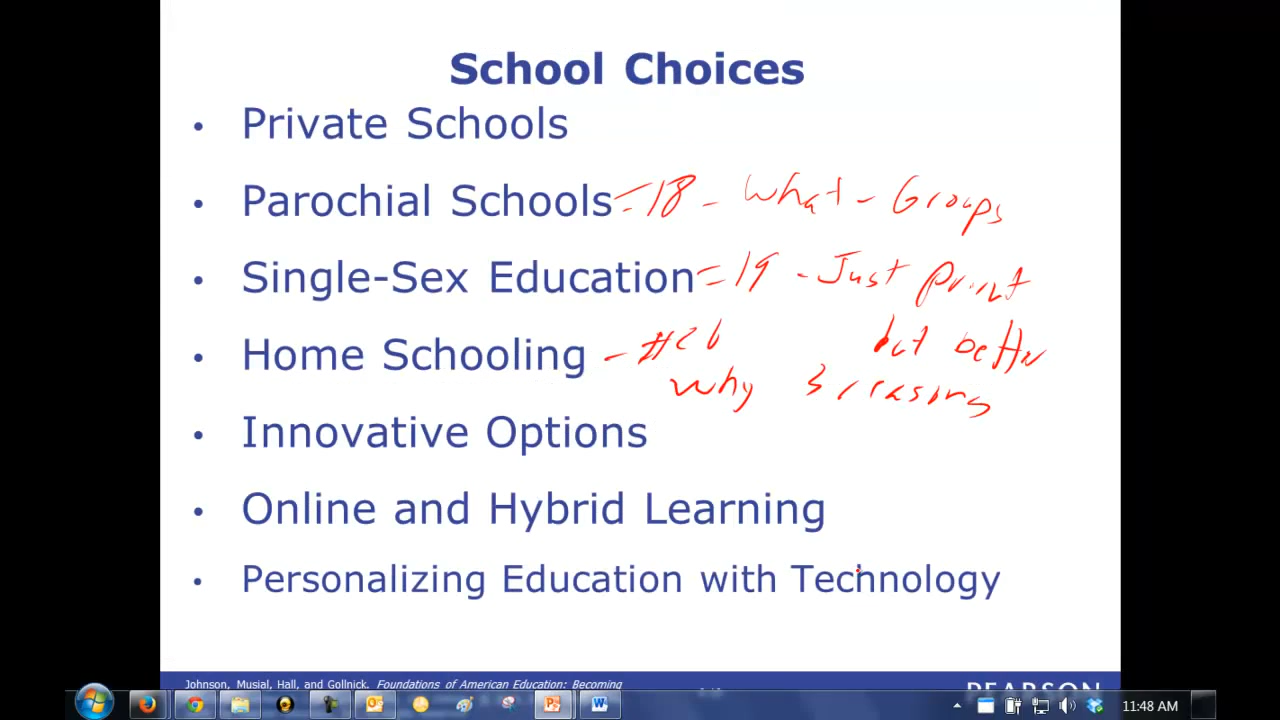 School Choices
• Private Schools
• Parochial Schools = 18 - What - Groups
• Single-Sex Education = 19 - Just print
but better
• Home Schooling - #26
why 3 reasons
• Innovative Options
• Online and Hybrid Learning
• Personalizing Education with Technology
Johnson, Musial, Hall, and Gollnick. Foundations of American Education: Becoming
PEARSON
11:48 AM